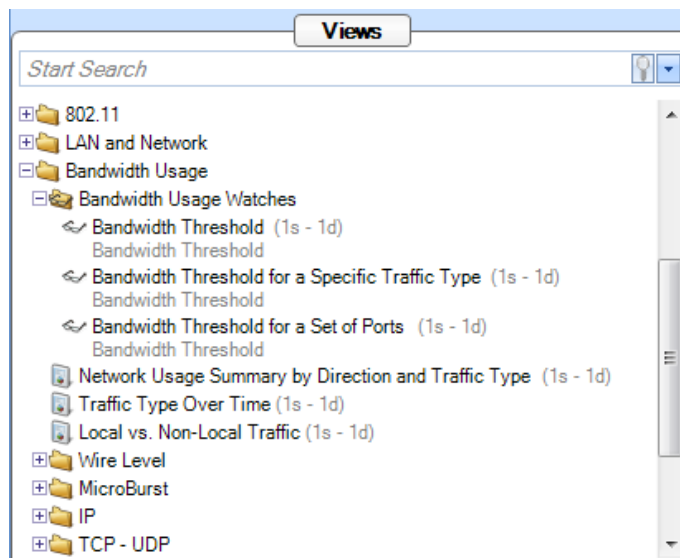 Views
Start Search
802.11
LAN and Network
Bandwidth Usage
Bandwidth Usage Watches
Bandwidth Threshold (1s - 1d)
Bandwidth Threshold
Bandwidth Threshold for a Specific Traffic Type (1s - 1d)
Bandwidth Threshold
Bandwidth Threshold for a Set of Ports (1s - 1d)
Bandwidth Threshold
Network Usage Summary by Direction and Traffic Type (1s - 1d)
Traffic Type Over Time (1s - 1d)
Local vs. Non-Local Traffic (1s - 1d)
Wire Level
MicroBurst
IP
TCP - UDP